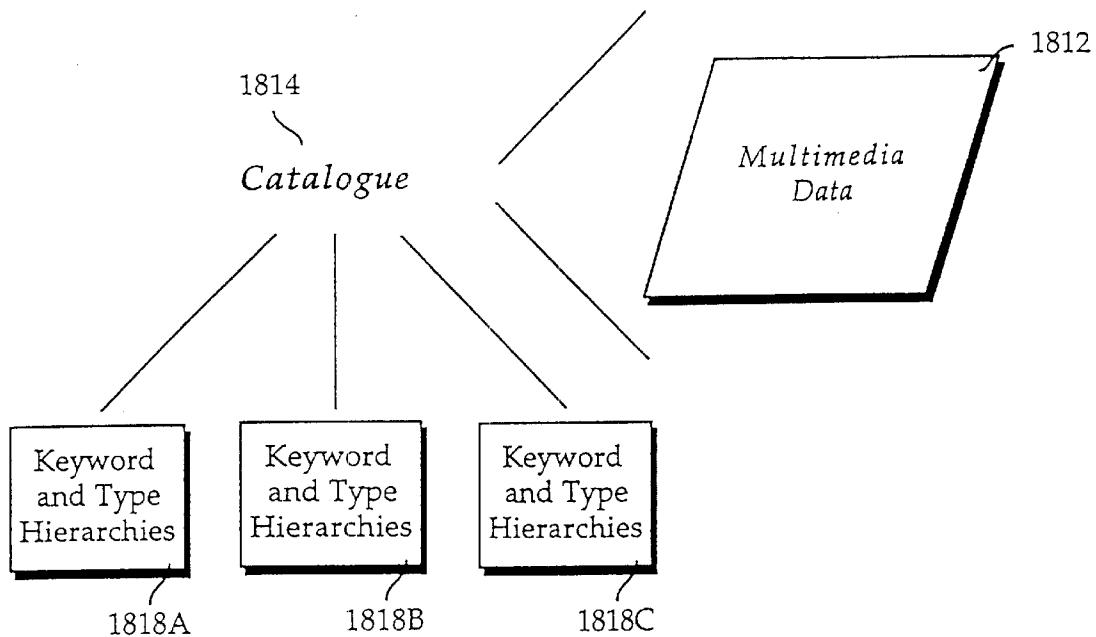 1812
1814
Catalogue
Multimedia
Data
Keyword
and Type
Hierarchies
Keyword
and Type
Hierarchies
Keyword
and Type
Hierarchies
1818A
1818B
1818C